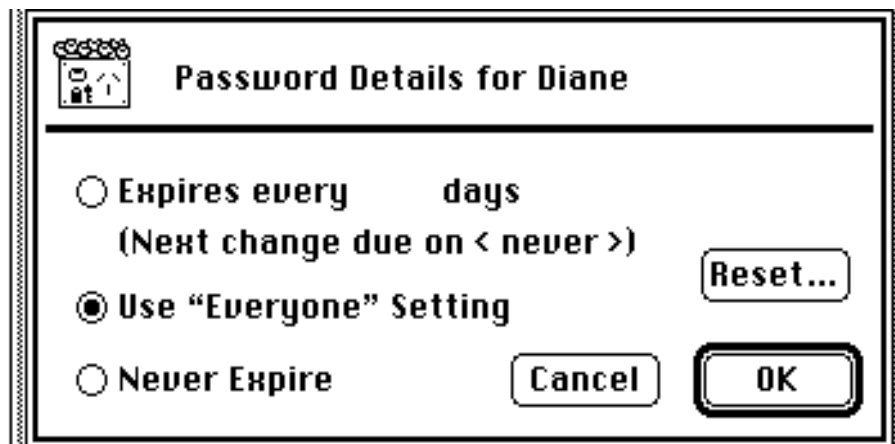 Password Details for Diane
Expires every days
(Next change due on < never >)
Reset...
Use “Everyone” Setting
Never Expire
Cancel
OK